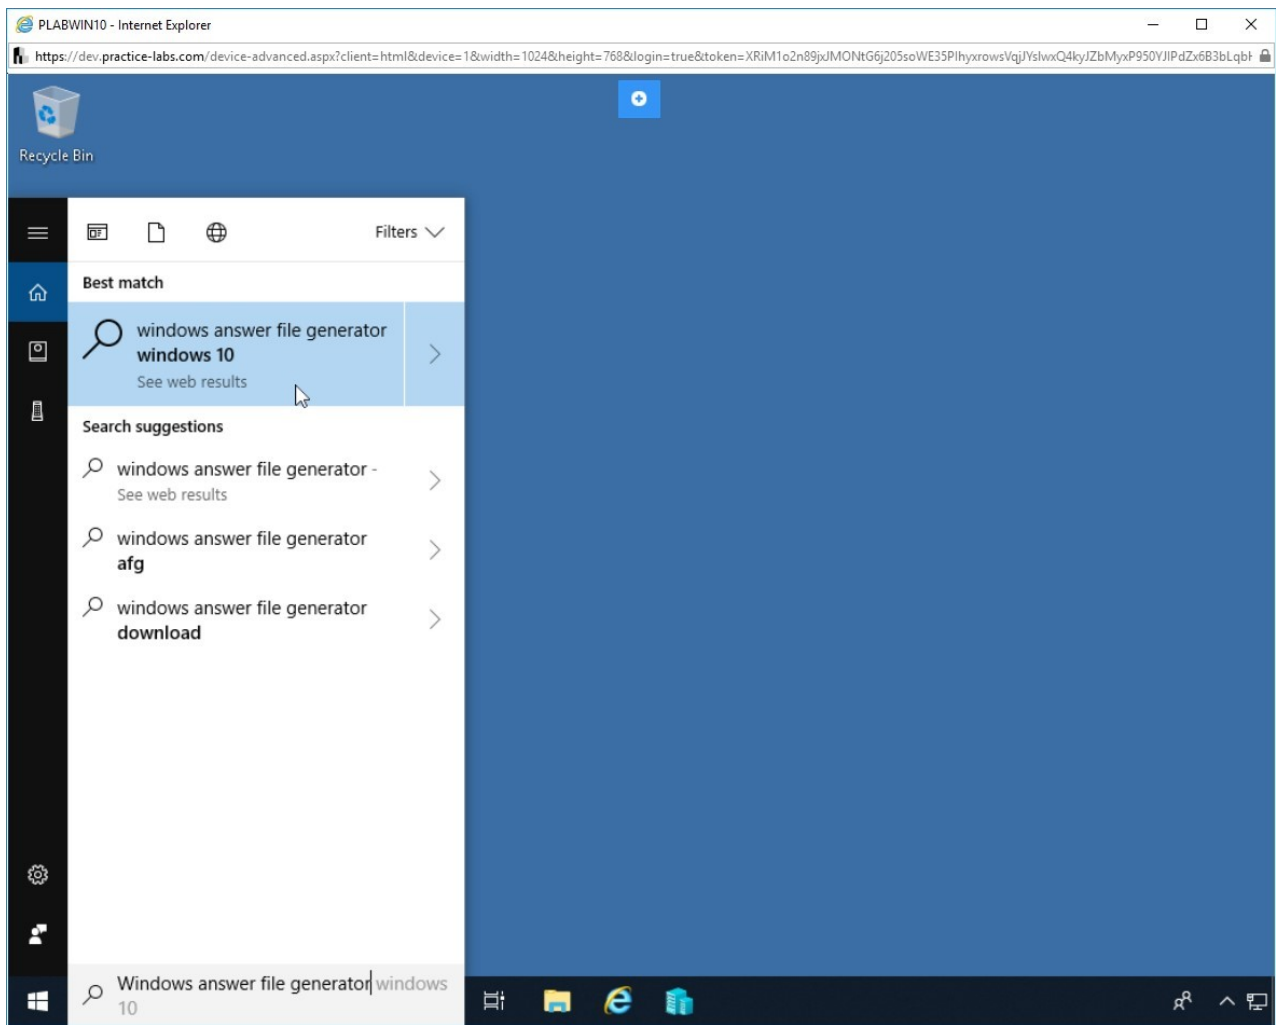 PLABWIN10 - Internet Explorer
https://dev.practice-labs.com/device-advanced.aspx?client=html&device=1&width=1024&height=768&login=true&token=
Recycle Bin
Filters
Best match
windows answer file generator
windows 10
See web results
Search suggestions
windows answer file generator -
See web results
windows answer file generator
afg
windows answer file generator
download
Windows answer file generator windows
10